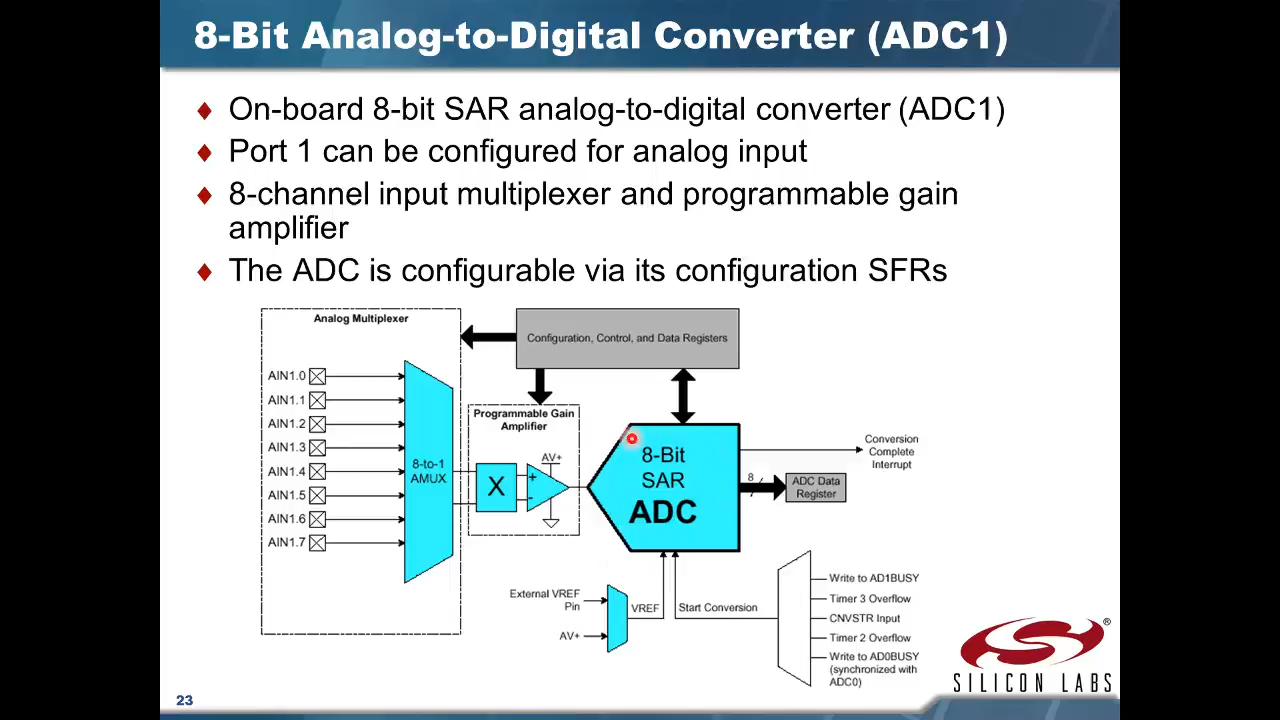 8-Bit Analog-to-Digital Converter (ADC1)
♦ On-board 8-bit SAR analog-to-digital converter (ADC1)
♦ Port 1 can be configured for analog input
♦ 8-channel input multiplexer and programmable gain
amplifier
♦ The ADC is configurable via its configuration SFRs
Analog Multiplexer
Configuration, Control, and Data Registers
AIN1.0
AIN1.1
AIN1.2
AIN1.3
AIN1.4
AIN1.5
AIN1.6
AIN1.7
8-to-1
AMUX
Programmable Gain
Amplifier
AV+
X
+
-
8-Bit
SAR
ADC
Conversion
Complete
Interrupt
8
ADC Data
Register
External VREF
Pin
AV+
VREF
Start Conversion
Write to AD1BUSY
Timer 3 Overflow
CNVSTR Input
Timer 2 Overflow
Write to AD0BUSY
(synchronized with
ADC0)
®
SILICON LABS
23